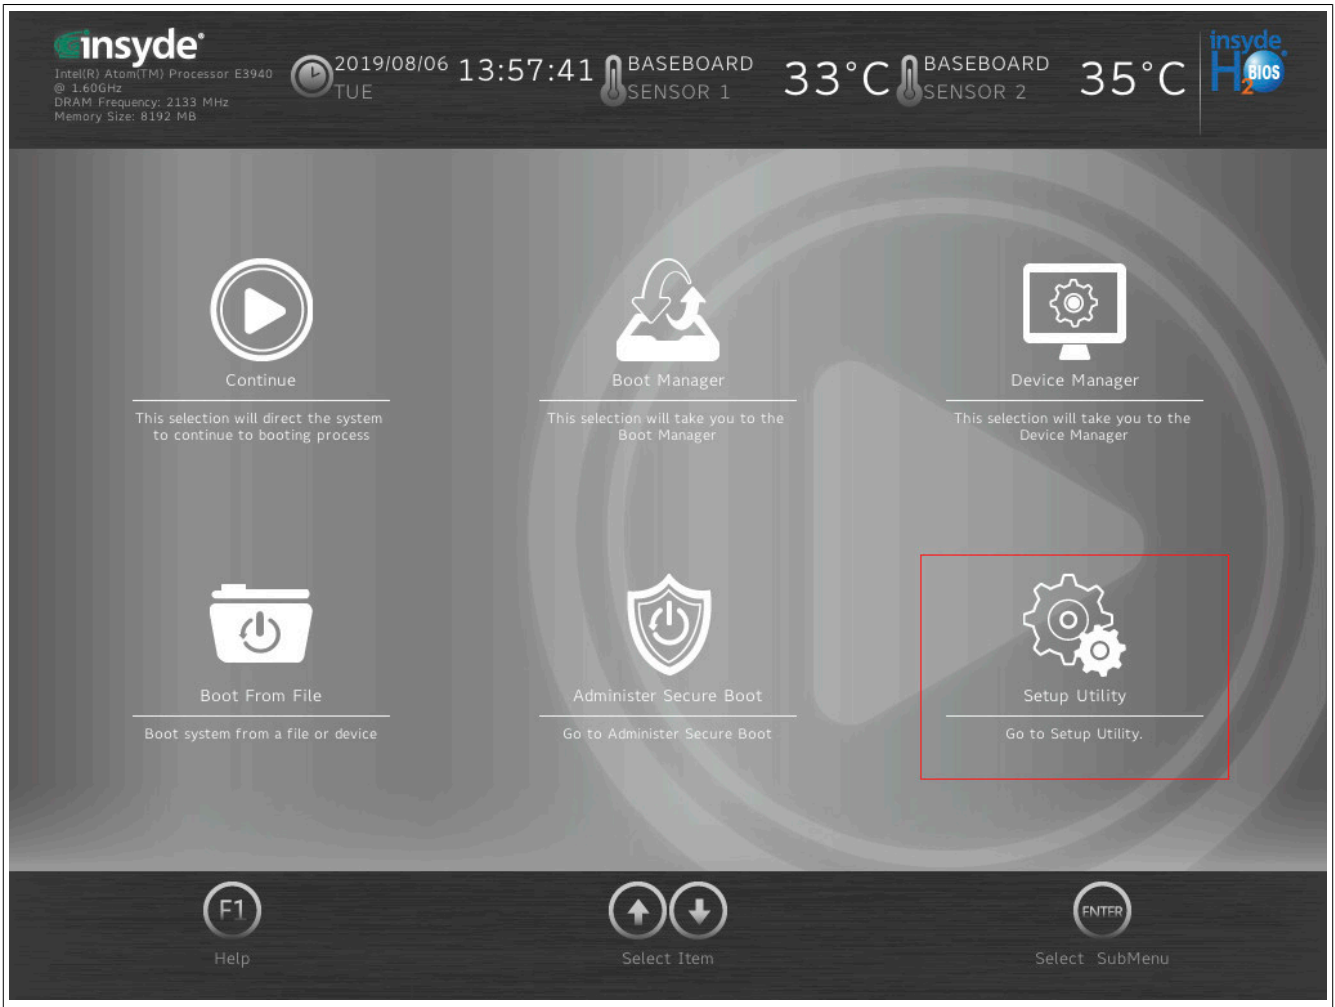 insyde®
Intel(R) Atom(TM) Processor E3940
@ 1.60GHz
DRAM Frequency: 2133 MHz
Memory Size: 8192 MB
2019/08/06
TUE
13:57:41
BASEBOARD
SENSOR 1
33°C
BASEBOARD
SENSOR 2
35°C
insyde
H2
BIOS
Continue
This selection will direct the system
to continue to booting process
Boot Manager
This selection will take you to the
Boot Manager
Device Manager
This selection will take you to the
Device Manager
Boot From File
Boot system from a file or device
Administer Secure Boot
Go to Administer Secure Boot
Setup Utility
Go to Setup Utility.
F1
Help
Select Item
ENTER
Select SubMenu